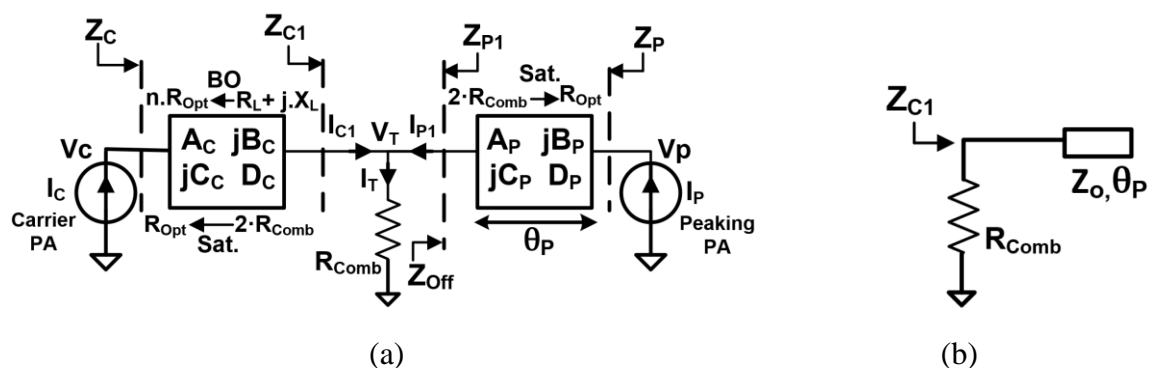 Z_C
Z_C1
Z_P1
Z_P
BO
n.R_Opt R_L+ j.X_L
Sat.
2·R_Comb R_Opt
Vc
A_C jB_C
jC_C D_C
I_C1
V_T
I_P1
A_P jB_P
jC_P D_P
Vp
I_C
Carrier
PA
R_Opt 2·R_Comb
Sat.
I_T
R_Comb
Z_Off
θ_P
I_P
Peaking
PA
(a)
Z_C1
Z_o,θ_P
R_Comb
(b)